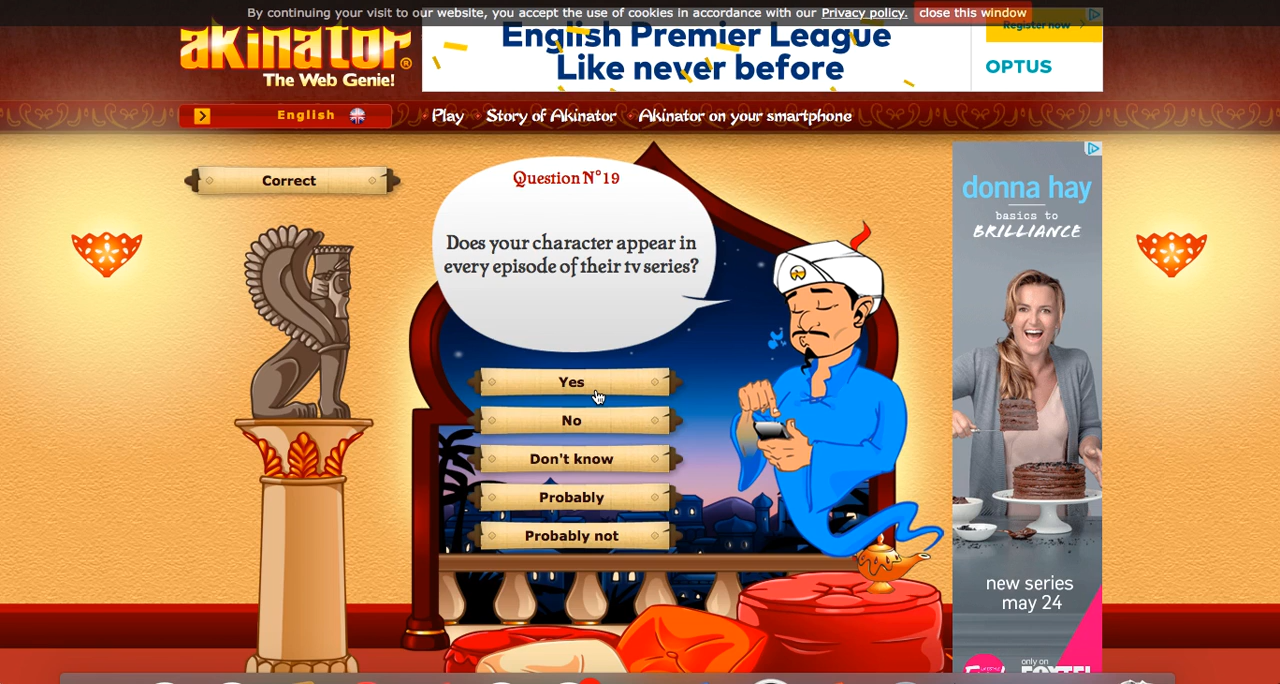 By continuing your visit to our website, you accept the use of cookies in accordance with our Privacy policy. close this window
akinator®
The Web Genie!
English Premier League
Like never before
Register now
OPTUS
English
Play · Story of Akinator · Akinator on your smartphone
Correct
Question N°19
Does your character appear in
every episode of their tv series?
Yes
No
Don't know
Probably
Probably not
donna hay
basics to
BRILLIANCE
new series
may 24
only on
FOXTEL